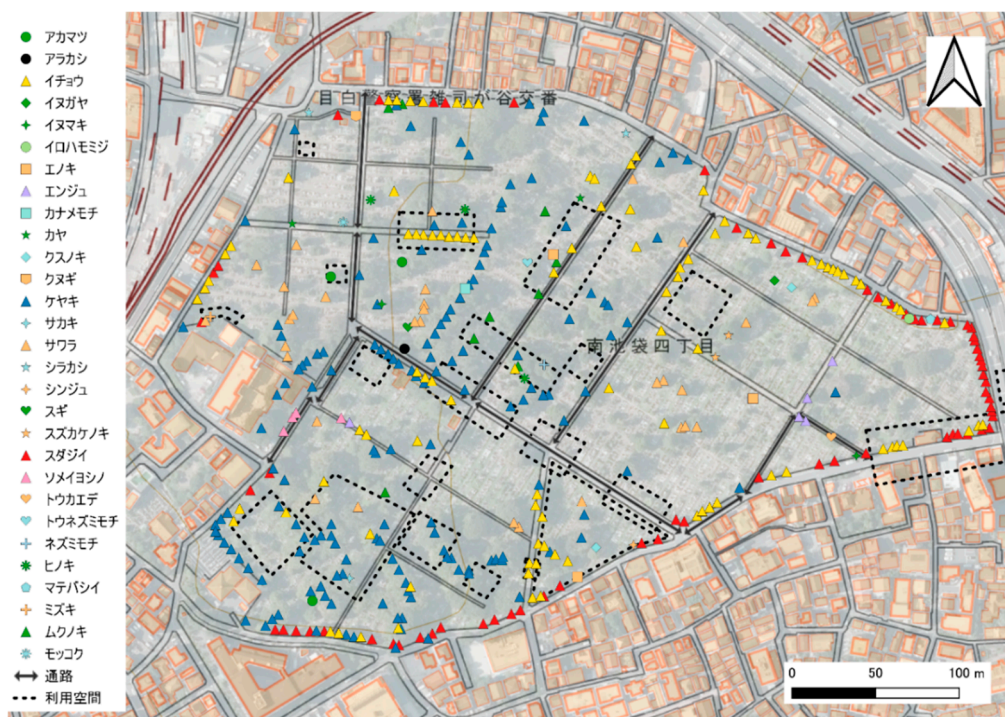 アカマツ
アラカシ
イチョウ
イヌガヤ
イヌマキ
イロハモミジ
エノキ
エンジュ
カナメモチ
カヤ
クスノキ
クヌギ
ケヤキ
サカキ
サワラ
シラカシ
シンジュ
スギ
スズカケノキ
スダジイ
ソメイヨシノ
トウカエデ
トウネズミモチ
ネズミモチ
ヒノキ
マテバシイ
ミズキ
ムクノキ
モッコク
通路
利用空間
目白警察署雑司が谷交番
南池袋四丁目
0 50 100 m